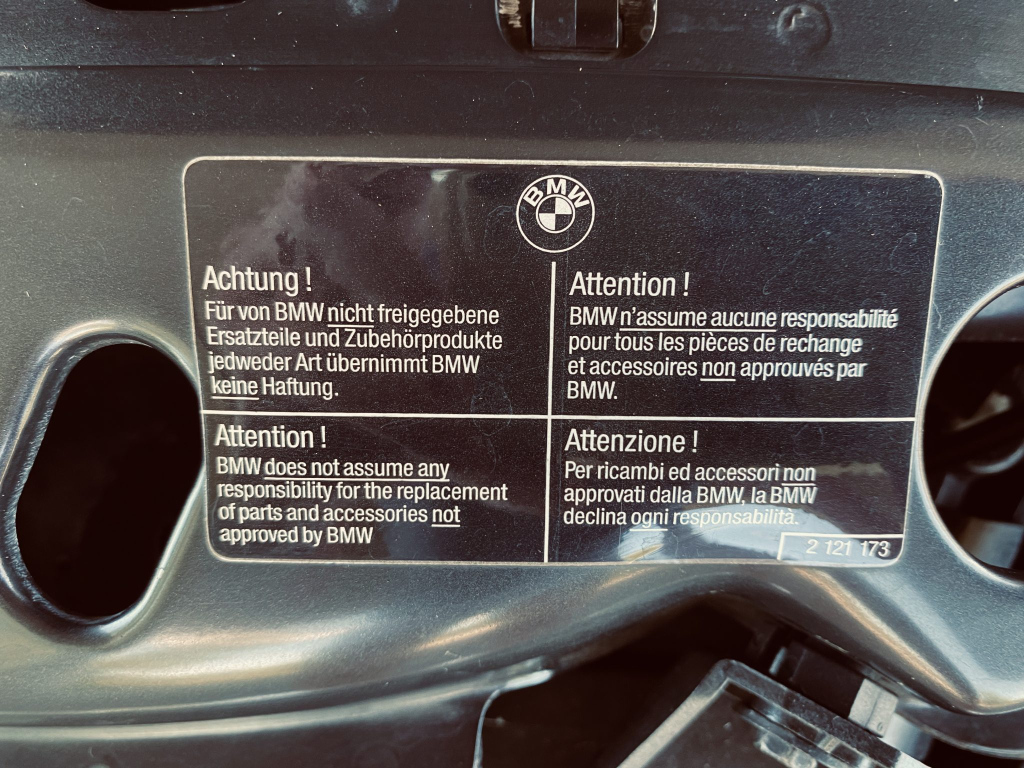 BMW
Achtung !
Für von BMW nicht freigegebene
Ersatzteile und Zubehörprodukte
jedweder Art übernimmt BMW
keine Haftung.
Attention !
BMW n'assume aucune responsabilité
pour tous les pièces de rechange
et accessoires non approuvés par
BMW.
Attention !
BMW does not assume any
responsibility for the replacement
of parts and accessories not
approved by BMW
Attenzione !
Per ricambi ed accessori non
approvati dalla BMW, la BMW
declina ogni responsabilità.
2 121 173